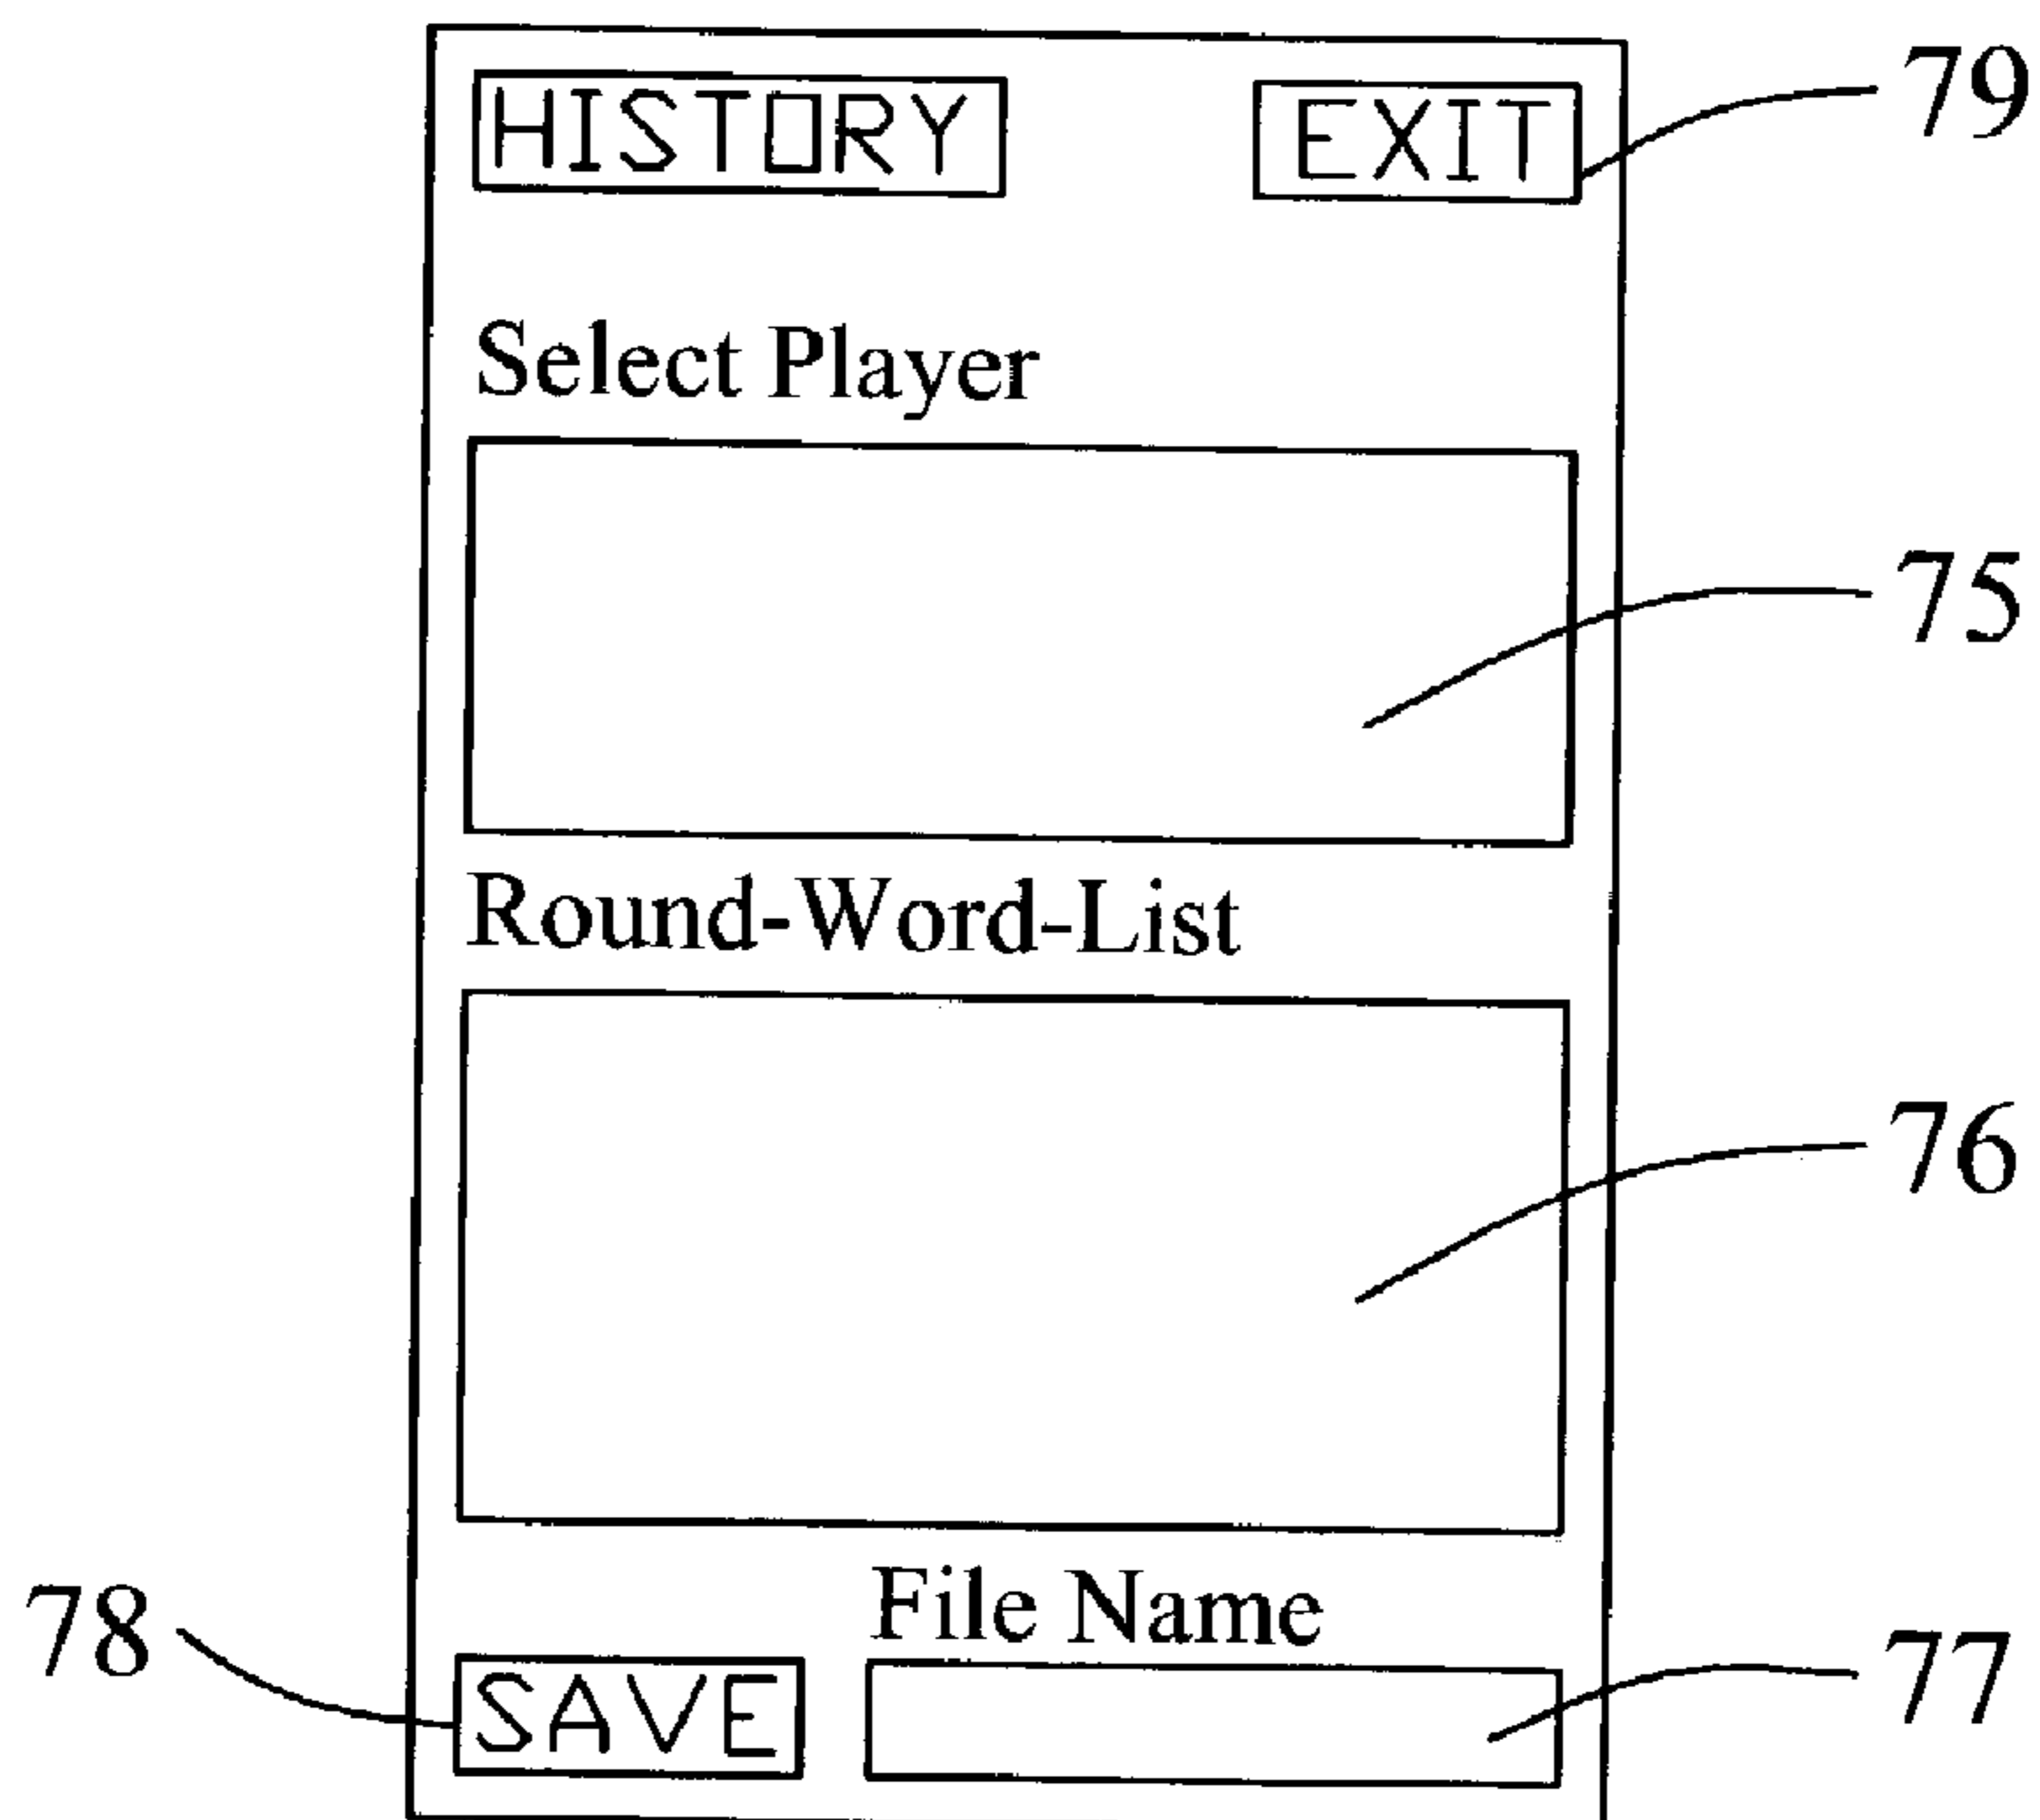 HISTORY EXIT 79
Select Player
75
Round-Word-List
76
File Name
78 SAVE 77